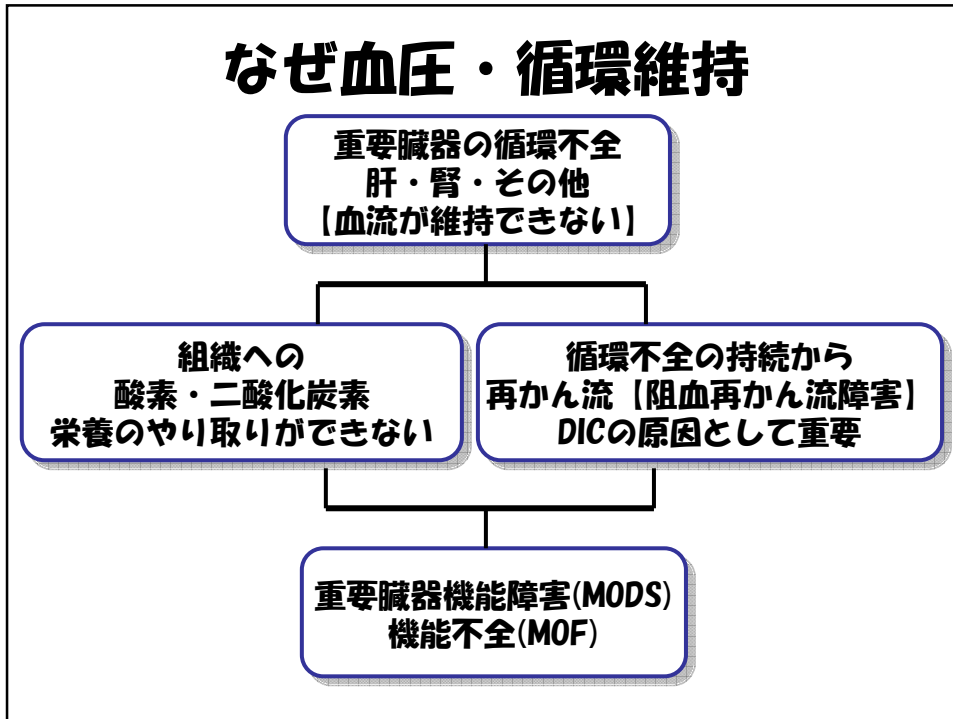 なぜ血圧・循環維持
重要臓器の循環不全
肝・腎・その他
【血流が維持できない】
組織への
酸素・二酸化炭素
栄養のやり取りができない
循環不全の持続から
再かん流【阻血再かん流障害】
DICの原因として重要
重要臓器機能障害(MODS)
機能不全(MOF)